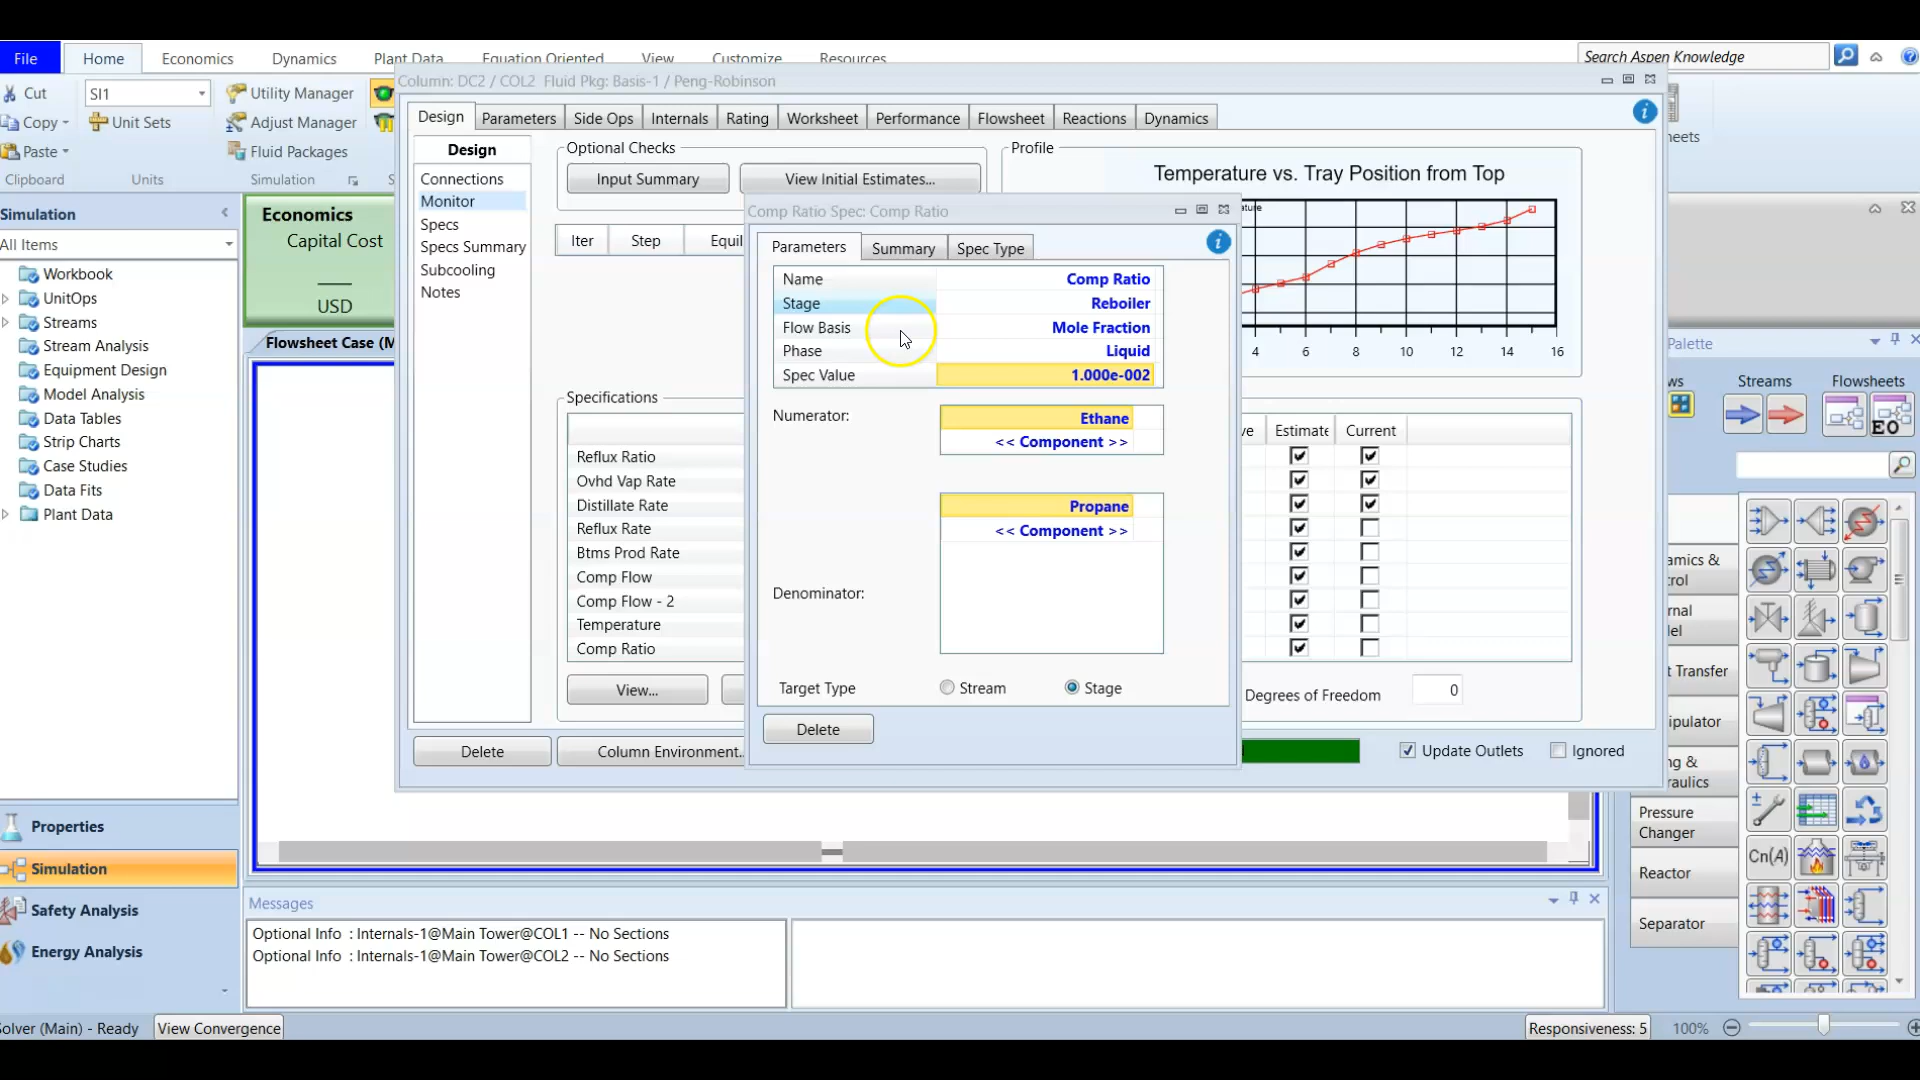 File Home Economics Dynamics Plant Data Equation Oriented View Customize Resources Search Aspen Knowledge
Cut SI1 Utility Manager
Copy Unit Sets Adjust Manager
Paste Fluid Packages
Clipboard Units Simulation
Column: DC2 / COL2 Fluid Pkg: Basis-1 / Peng-Robinson
Design Parameters Side Ops Internals Rating Worksheet Performance Flowsheet Reactions Dynamics
Simulation
All Items
Workbook
UnitOps
Streams
Stream Analysis
Equipment Design
Model Analysis
Data Tables
Strip Charts
Case Studies
Data Fits
Plant Data
Properties
Simulation
Safety Analysis
Energy Analysis
Economics
Capital Cost
USD
Flowsheet Case (M
Design
Connections
Monitor
Specs
Specs Summary
Subcooling
Notes
Optional Checks
Input Summary View Initial Estimates...
Iter Step Equil
Profile
Temperature vs. Tray Position from Top
4 6 8 10 12 14 16
Specifications
Reflux Ratio
Ovhd Vap Rate
Distillate Rate
Reflux Rate
Btms Prod Rate
Comp Flow
Comp Flow - 2
Temperature
Comp Ratio
View...
Estimate Current
Degrees of Freedom 0
Delete Column Environment..
Update Outlets Ignored
Comp Ratio Spec: Comp Ratio
Parameters Summary Spec Type
Name Comp Ratio
Stage Reboiler
Flow Basis Mole Fraction
Phase Liquid
Spec Value 1.000e-002
Numerator: Ethane
<< Component >>
Propane
<< Component >>
Denominator:
Target Type Stream Stage
Delete
eets
Palette
ws Streams Flowsheets
EO
amics &
rol
rnal
el
t Transfer
ipulator
ng &
raulics
Pressure
Changer
Reactor
Separator
Cn(A)
Messages
Optional Info : Internals-1@Main Tower@COL1 -- No Sections
Optional Info : Internals-1@Main Tower@COL2 -- No Sections
Solver (Main) - Ready View Convergence Responsiveness: 5 100%